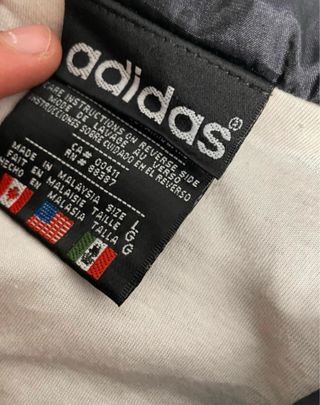 adidas®
CARE INSTRUCTIONS ON REVERSE SIDE
MODE DE LAVAGE AU VERSO
INSTRUCCIONES SOBRE CUIDADO EN EL REVERSO
CA# 00411
RN# 88387
MADE IN MALAYSIA SIZE L
FAIT EN MALAISIE TAILLE G
HECHO EN MALASIA TALLA G